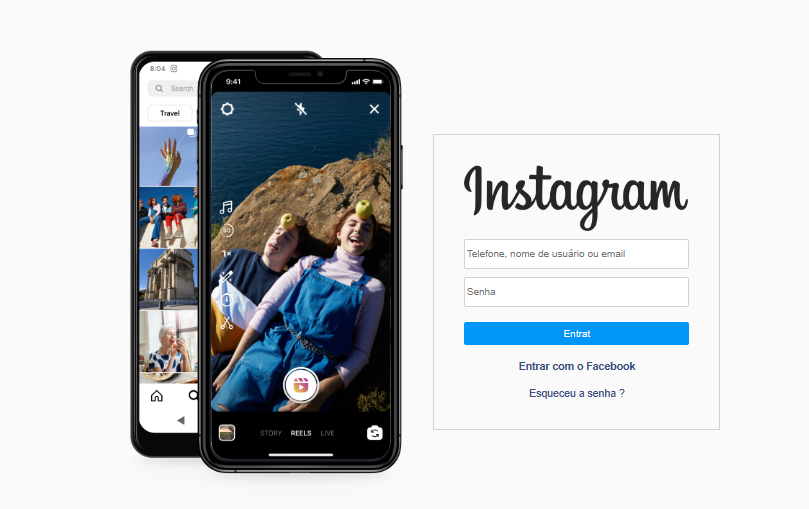 8:04
Search
Travel
9:41
1×
STORY REELS LIVE
Instagram
Telefone, nome de usuário ou email
Senha
Entrat
Entrar com o Facebook
Esqueceu a senha ?